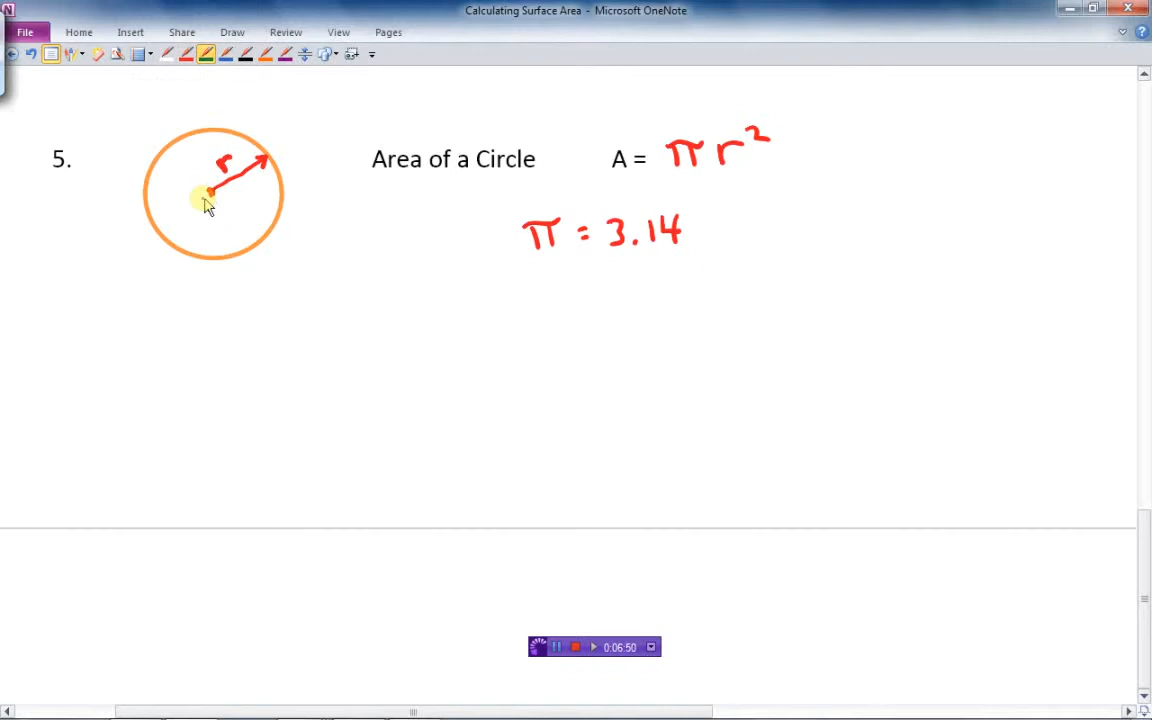 Calculating Surface Area - Microsoft OneNote
File Home Insert Share Draw Review View Pages
5. r Area of a Circle A = πr²
π = 3.14
0:06:50